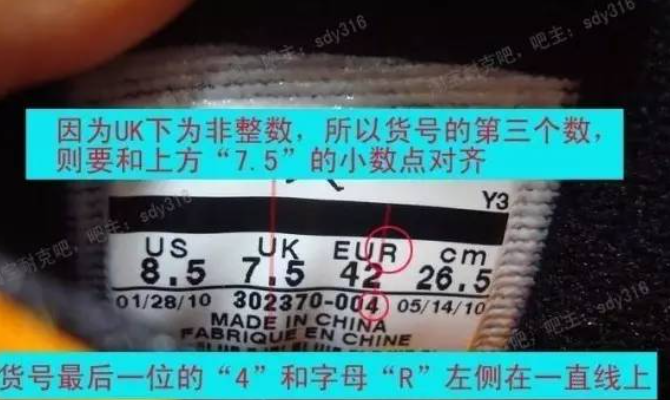 因为UK下为非整数，所以货号的第三个数，
则要和上方“7.5”的小数点对齐
Y3
US UK EUR cm
8.5 7.5 42 26.5
01/28/10 302370-004 05/14/10
MADE IN CHINA
FABRIQUE EN CHINE
货号最后一位的“4”和字母“R”左侧在一直线上
吧主：sdy316